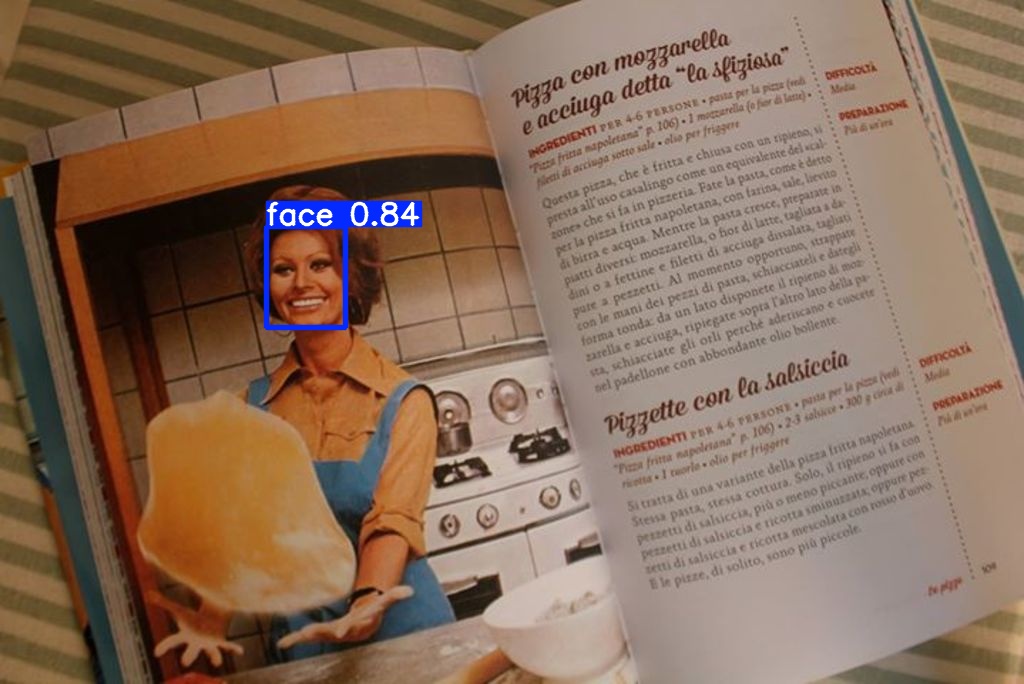 face 0.84
Pizza con mozzarella
e acciuga detta "la sfiziosa"
INGREDIENTI PER 4-6 PERSONE • pasta per la pizza (vedi
"Pizza fritta napoletana" p. 106) • 1 mozzarella (o fior di latte) •
filetti di acciuga sotto sale • olio per friggere
DIFFICOLTÀ
Media
PREPARAZIONE
Più di un'ora
Questa pizza, che è fritta e chiusa con un ripieno, si
presta all'uso casalingo come un equivalente del «cal-
zone» che si fa in pizzeria. Fate la pasta, come è detto
per la pizza fritta napoletana, con farina, sale, lievito
di birra e acqua. Mentre la pasta cresce, preparate in
piatti diversi: mozzarella, o fior di latte, tagliata a da-
dini o a fettine e filetti di acciuga dissalata, tagliati
pure a pezzetti. Al momento opportuno, strappate
con le mani dei pezzi di pasta, schiacciateli e dategli
forma tonda: da un lato disponete il ripieno di moz-
zarella e acciuga, ripiegate sopra l'altro lato della pa-
sta, schiacciate gli orli perché aderiscano e cuocete
nel padellone con abbondante olio bollente.
Pizzette con la salsiccia
INGREDIENTI PER 4-6 PERSONE • pasta per la pizza (vedi
"Pizza fritta napoletana" p. 106) • 2-3 salsicce • 300 g circa di
ricotta • 1 tuorlo • olio per friggere
DIFFICOLTÀ
Media
PREPARAZIONE
Più di un'ora
Si tratta di una variante della pizza fritta napoletana.
Stessa pasta, stessa cottura. Solo, il ripieno si fa con
pezzetti di salsiccia, più o meno piccante, oppure con
pezzetti di salsiccia e ricotta sminuzzata, oppure pez-
zetti di salsiccia e ricotta mescolata con rosso d'uovo.
E le pizze, di solito, sono più piccole.
Le pizze
109